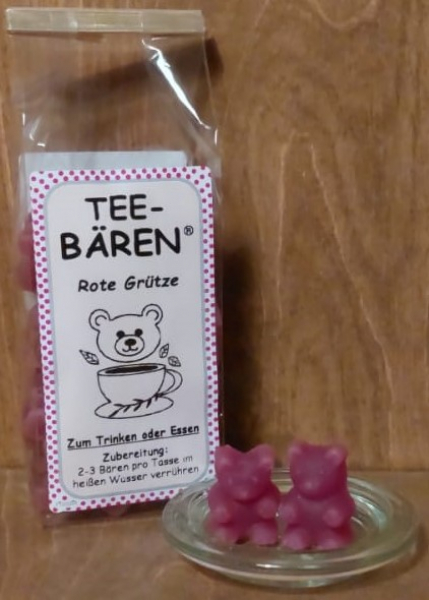 TEE-
BÄREN®
Rote Grütze
Zum Trinken oder Essen
Zubereitung:
2-3 Bären pro Tasse im
heißen Wasser verrühren